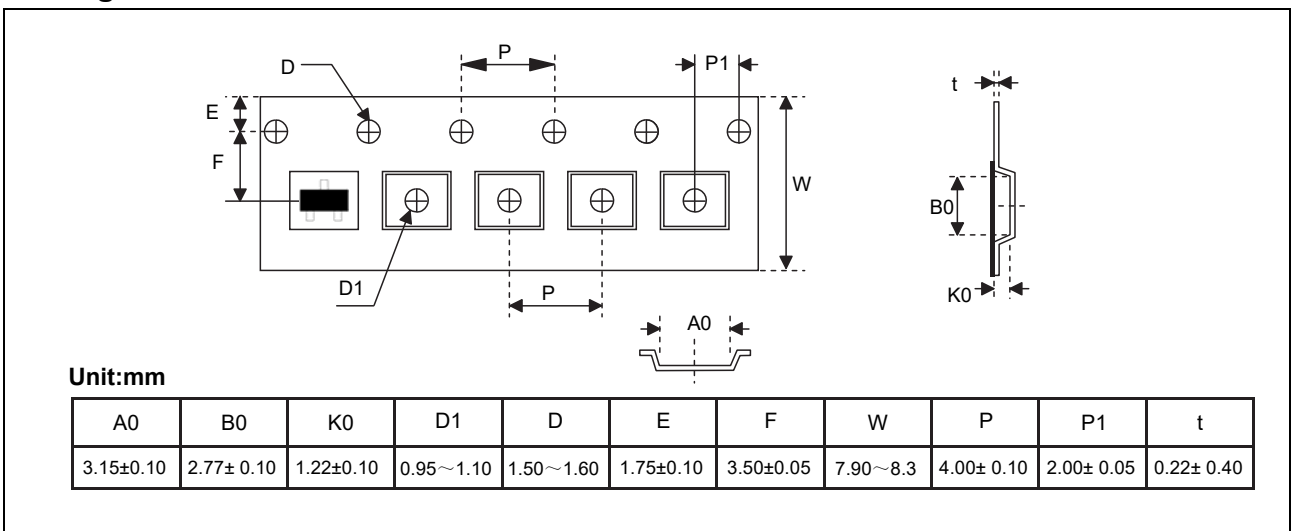 P
D
P1
t
E
F
W
B0
D1
P
K0
A0
Unit:mm
A0 B0 K0 D1 D E F W P P1 t
3.15±0.10 2.77± 0.10 1.22±0.10 0.95～1.10 1.50～1.60 1.75±0.10 3.50±0.05 7.90～8.3 4.00± 0.10 2.00± 0.05 0.22± 0.40